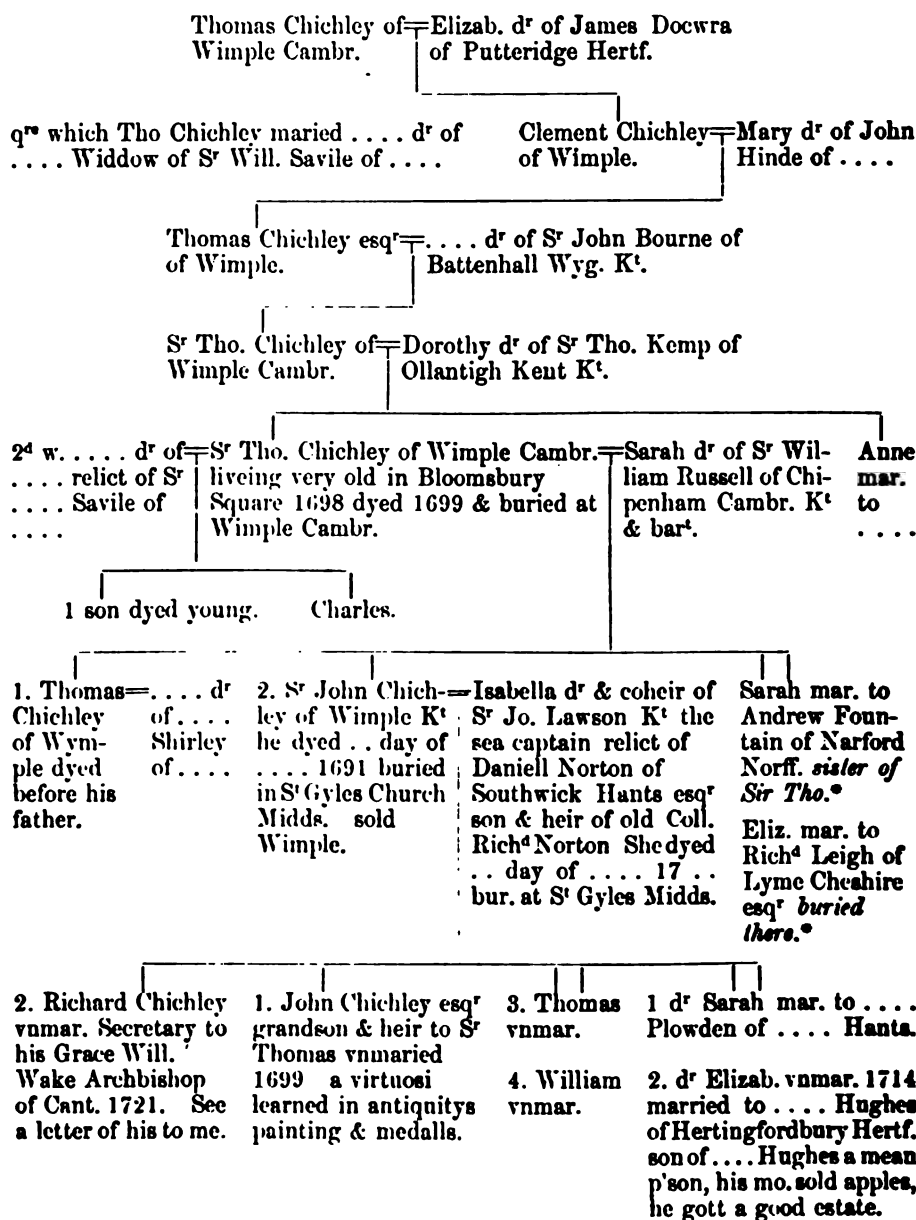 Thomas Chichley of Elizab. dʳ of James Docwra
Wimple Cambr. of Putteridge Hertf.
qʳᵉ which Tho Chichley maried .... dʳ of
.... Widdow of Sʳ Will. Savile of ....
Clement Chichley Mary dʳ of John
of Wimple. Hinde of ....
Thomas Chichley esqʳ .... dʳ of Sʳ John Bourne of
of Wimple. Battenhall Wyg. Kᵗ.
Sʳ Tho. Chichley of Dorothy dʳ of Sʳ Tho. Kemp of
Wimple Cambr. Ollantigh Kent Kᵗ.
2ᵈ w..... dʳ of
.... relict of Sʳ
.... Savile of
....
Sʳ Tho. Chichley of Wimple Cambr.
liveing very old in Bloomsbury
Square 1698 dyed 1699 & buried at
Wimple Cambr.
Sarah dʳ of Sʳ Wil-
liam Russell of Chi-
penham Cambr. Kᵗ
& barᵗ.
Anne
mar.
to
....
1 son dyed young. Charles.
1. Thomas
Chichley
of Wym-
ple dyed
before his
father.
.... dʳ
of ....
Shirley
of ....
2. Sʳ John Chich-
ley of Wimple Kᵗ
he dyed .. day of
.... 1691 buried
in Sᵗ Gyles Church
Midds. sold
Wimple.
Isabella dʳ & coheir of
Sʳ Jo. Lawson Kᵗ the
sea captain relict of
Daniell Norton of
Southwick Hants esqʳ
son & heir of old Coll.
Richᵈ Norton She dyed
.. day of .... 17 ..
bur. at Sᵗ Gyles Midds.
Sarah mar. to
Andrew Foun-
tain of Narford
Norff. sister of
Sir Tho.*
Eliz. mar. to
Richᵈ Leigh of
Lyme Cheshire
esqʳ buried
there.*
2. Richard Chichley
vnmar. Secretary to
his Grace Will.
Wake Archbishop
of Cant. 1721. See
a letter of his to me.
1. John Chichley esqʳ
grandson & heir to Sʳ
Thomas vnmaried
1699 a virtuosi
learned in antiquitys
painting & medalls.
3. Thomas
vnmar.
4. William
vnmar.
1 dʳ Sarah mar. to ....
Plowden of .... Hants.
2. dʳ Elizab. vnmar. 1714
married to .... Hughes
of Hertingfordbury Hertf.
son of .... Hughes a mean
p'son, his mo. sold apples,
he gott a good estate.